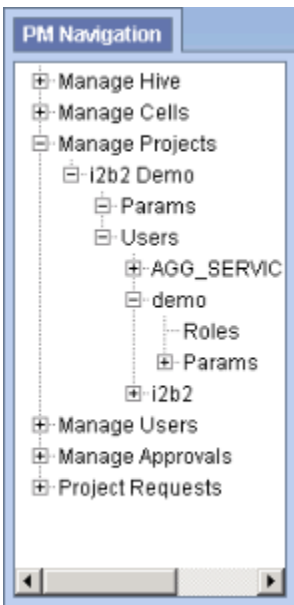 PM Navigation
Manage Hive
Manage Cells
Manage Projects
i2b2 Demo
Params
Users
AGG_SERVIC
demo
Roles
Params
i2b2
Manage Users
Manage Approvals
Project Requests